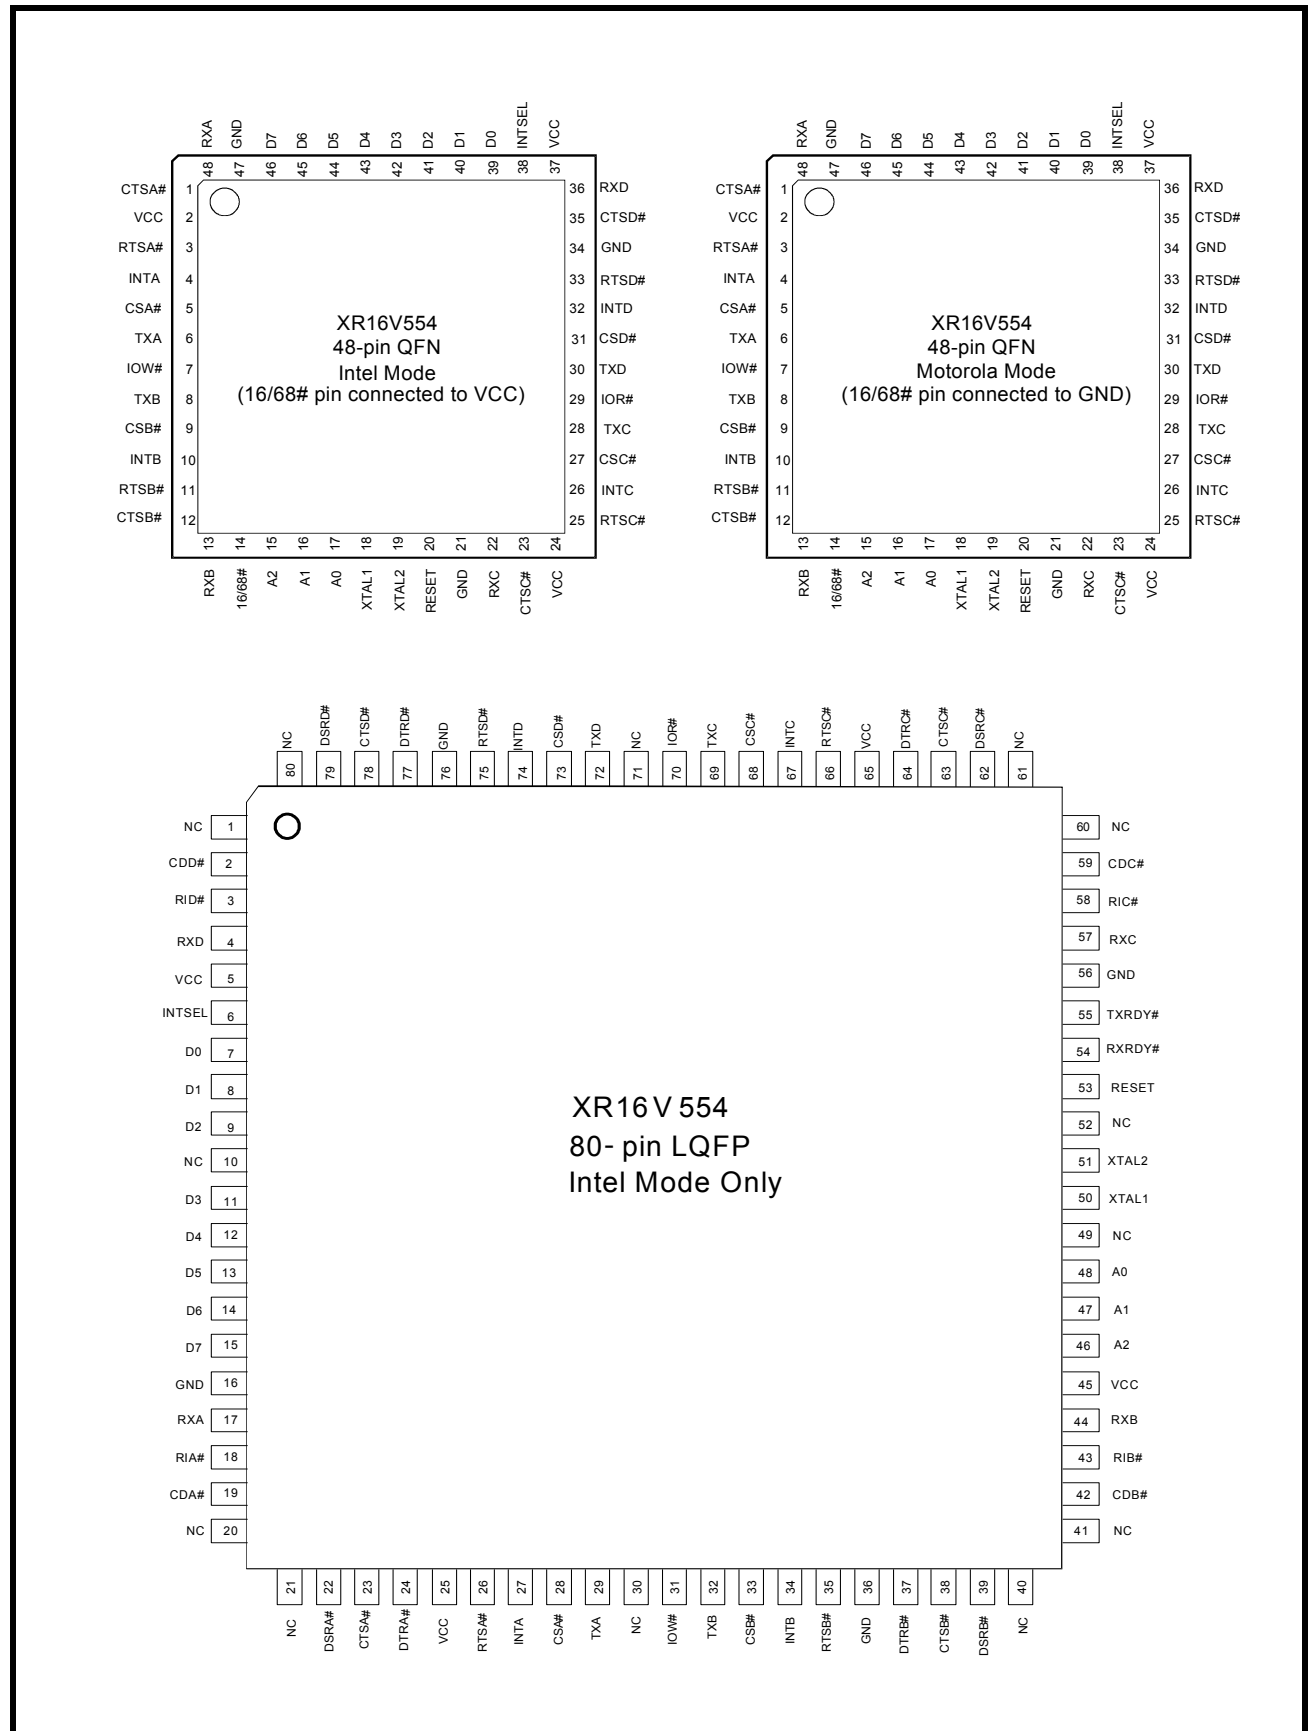 RXA GND D7 D6 D5 D4 D3 D2 D1 D0 INTSEL VCC
48 47 46 45 44 43 42 41 40 39 38 37
CTSA# 1 36 RXD
VCC 2 35 CTSD#
RTSA# 3 34 GND
INTA 4 33 RTSD#
CSA# 5 32 INTD
TXA 6 31 CSD#
IOW# 7 30 TXD
TXB 8 29 IOR#
CSB# 9 28 TXC
INTB 10 27 CSC#
RTSB# 11 26 INTC
CTSB# 12 25 RTSC#
XR16V554
48-pin QFN
Intel Mode
(16/68# pin connected to VCC)
13 14 15 16 17 18 19 20 21 22 23 24
RXB 16/68# A2 A1 A0 XTAL1 XTAL2 RESET GND RXC CTSC# VCC
RXA GND D7 D6 D5 D4 D3 D2 D1 D0 INTSEL VCC
48 47 46 45 44 43 42 41 40 39 38 37
CTSA# 1 36 RXD
VCC 2 35 CTSD#
RTSA# 3 34 GND
INTA 4 33 RTSD#
CSA# 5 32 INTD
TXA 6 31 CSD#
IOW# 7 30 TXD
TXB 8 29 IOR#
CSB# 9 28 TXC
INTB 10 27 CSC#
RTSB# 11 26 INTC
CTSB# 12 25 RTSC#
XR16V554
48-pin QFN
Motorola Mode
(16/68# pin connected to GND)
13 14 15 16 17 18 19 20 21 22 23 24
RXB 16/68# A2 A1 A0 XTAL1 XTAL2 RESET GND RXC CTSC# VCC
NC DSRD# CTSD# DTRD# GND RTSD# INTD CSD# TXD NC IOR# TXC CSC# INTC RTSC# VCC DTRC# CTSC# DSRC# NC
80 79 78 77 76 75 74 73 72 71 70 69 68 67 66 65 64 63 62 61
NC 1 60 NC
CDD# 2 59 CDC#
RID# 3 58 RIC#
RXD 4 57 RXC
VCC 5 56 GND
INTSEL 6 55 TXRDY#
D0 7 54 RXRDY#
D1 8 53 RESET
D2 9 52 NC
NC 10 51 XTAL2
D3 11 50 XTAL1
D4 12 49 NC
D5 13 48 A0
D6 14 47 A1
D7 15 46 A2
GND 16 45 VCC
RXA 17 44 RXB
RIA# 18 43 RIB#
CDA# 19 42 CDB#
NC 20 41 NC
XR16V554
80- pin LQFP
Intel Mode Only
21 22 23 24 25 26 27 28 29 30 31 32 33 34 35 36 37 38 39 40
NC DSRA# CTSA# DTRA# VCC RTSA# INTA CSA# TXA NC IOW# TXB CSB# INTB RTSB# GND DTRB# CTSB# DSRB# NC